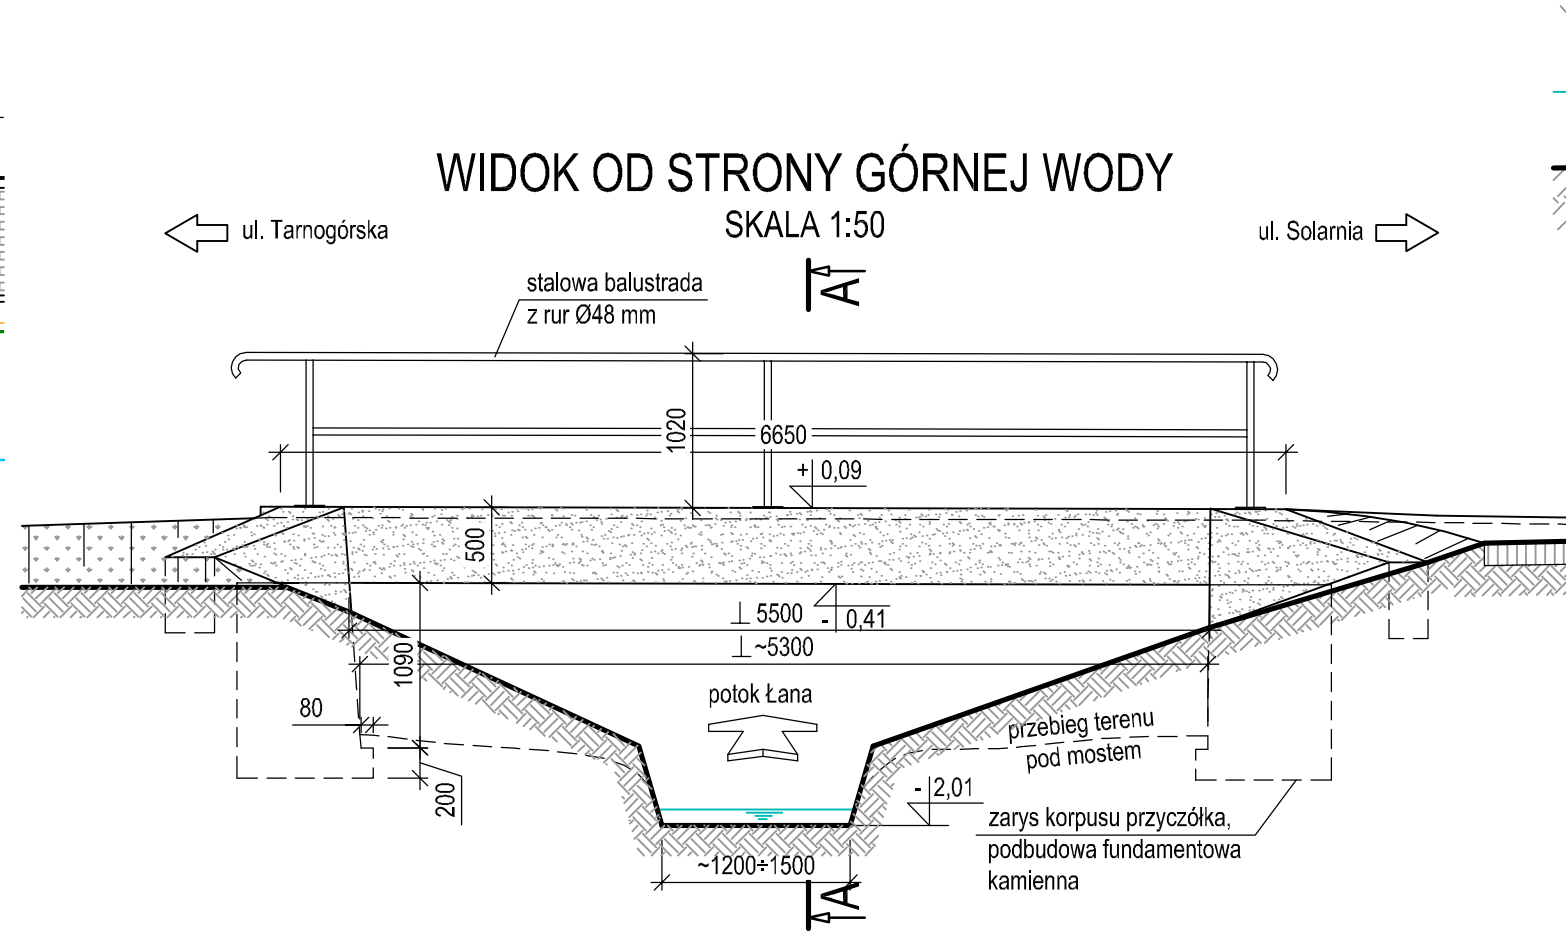 WIDOK OD STRONY GÓRNEJ WODY
SKALA 1:50
ul. Tarnogórska
ul. Solarnia
A
stalowa balustrada
z rur Ø48 mm
1020
6650
+ 0,09
500
⊥ 5500
- 0,41
⊥ ~5300
1090
potok Łana
80
przebieg terenu
pod mostem
200
- 2,01
zarys korpusu przyczółka,
podbudowa fundamentowa
kamienna
~1200÷1500
A